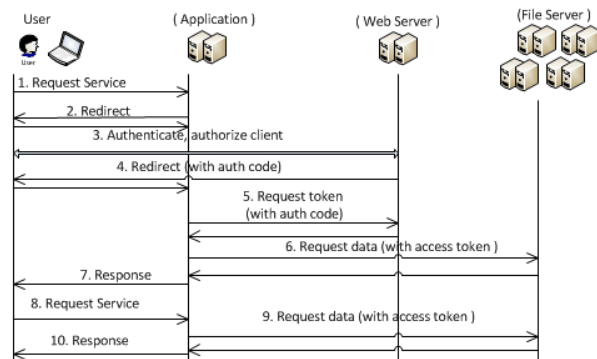 User
( Application )
( Web Server )
(File Server )
User
1. Request Service
2. Redirect
3. Authenticate, authorize client
4. Redirect (with auth code)
5. Request token
(with auth code)
6. Request data (with access token )
7. Response
8. Request Service
9. Request data (with access token )
10. Response